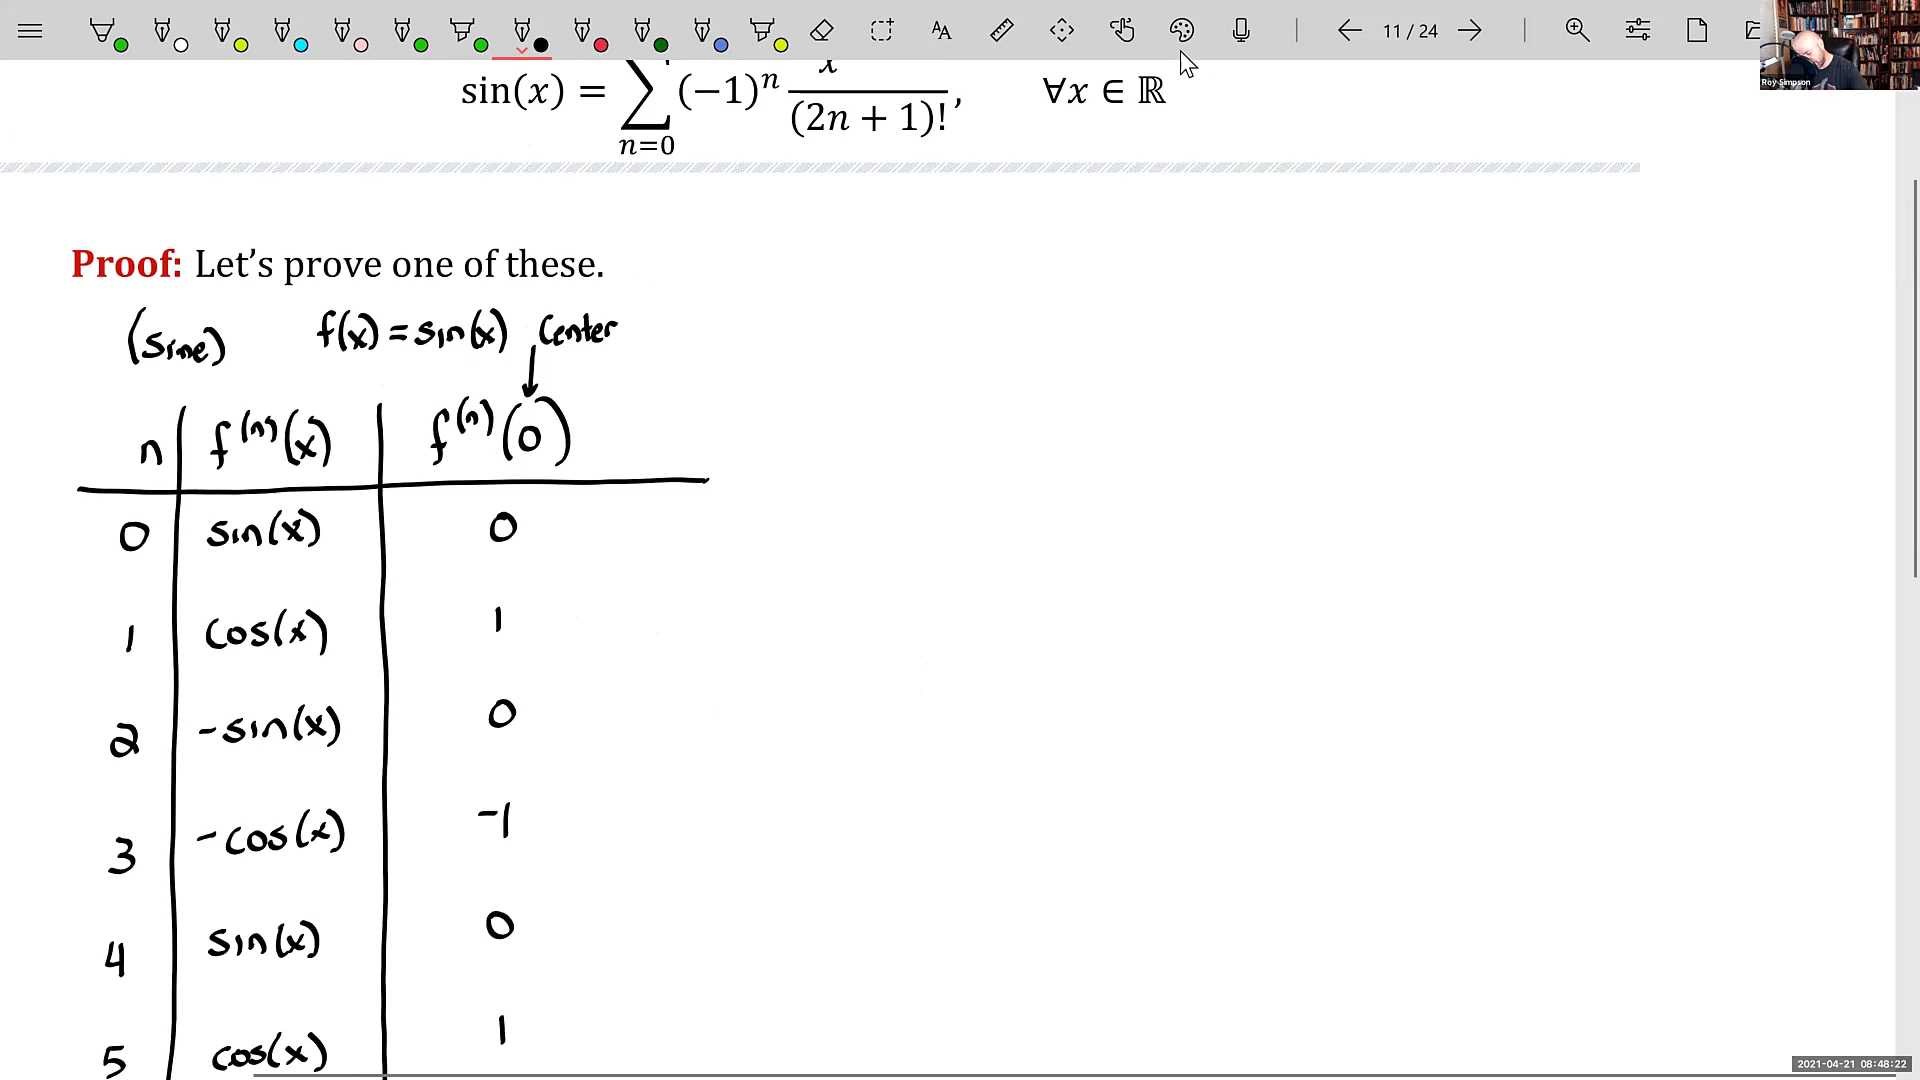 11 / 24
Roy Simpson
sin(x) = ∑ n=0 (−1)ⁿ x / (2n + 1)!, ∀x ∈ ℝ
Proof: Let's prove one of these.
(Sine) f(x) = sin(x) Center
n f⁽ⁿ⁾(x) f⁽ⁿ⁾(0)
0 sin(x) 0
1 cos(x) 1
2 -sin(x) 0
3 -cos(x) -1
4 sin(x) 0
5 cos(x) 1
2021-04-21 08:48:22